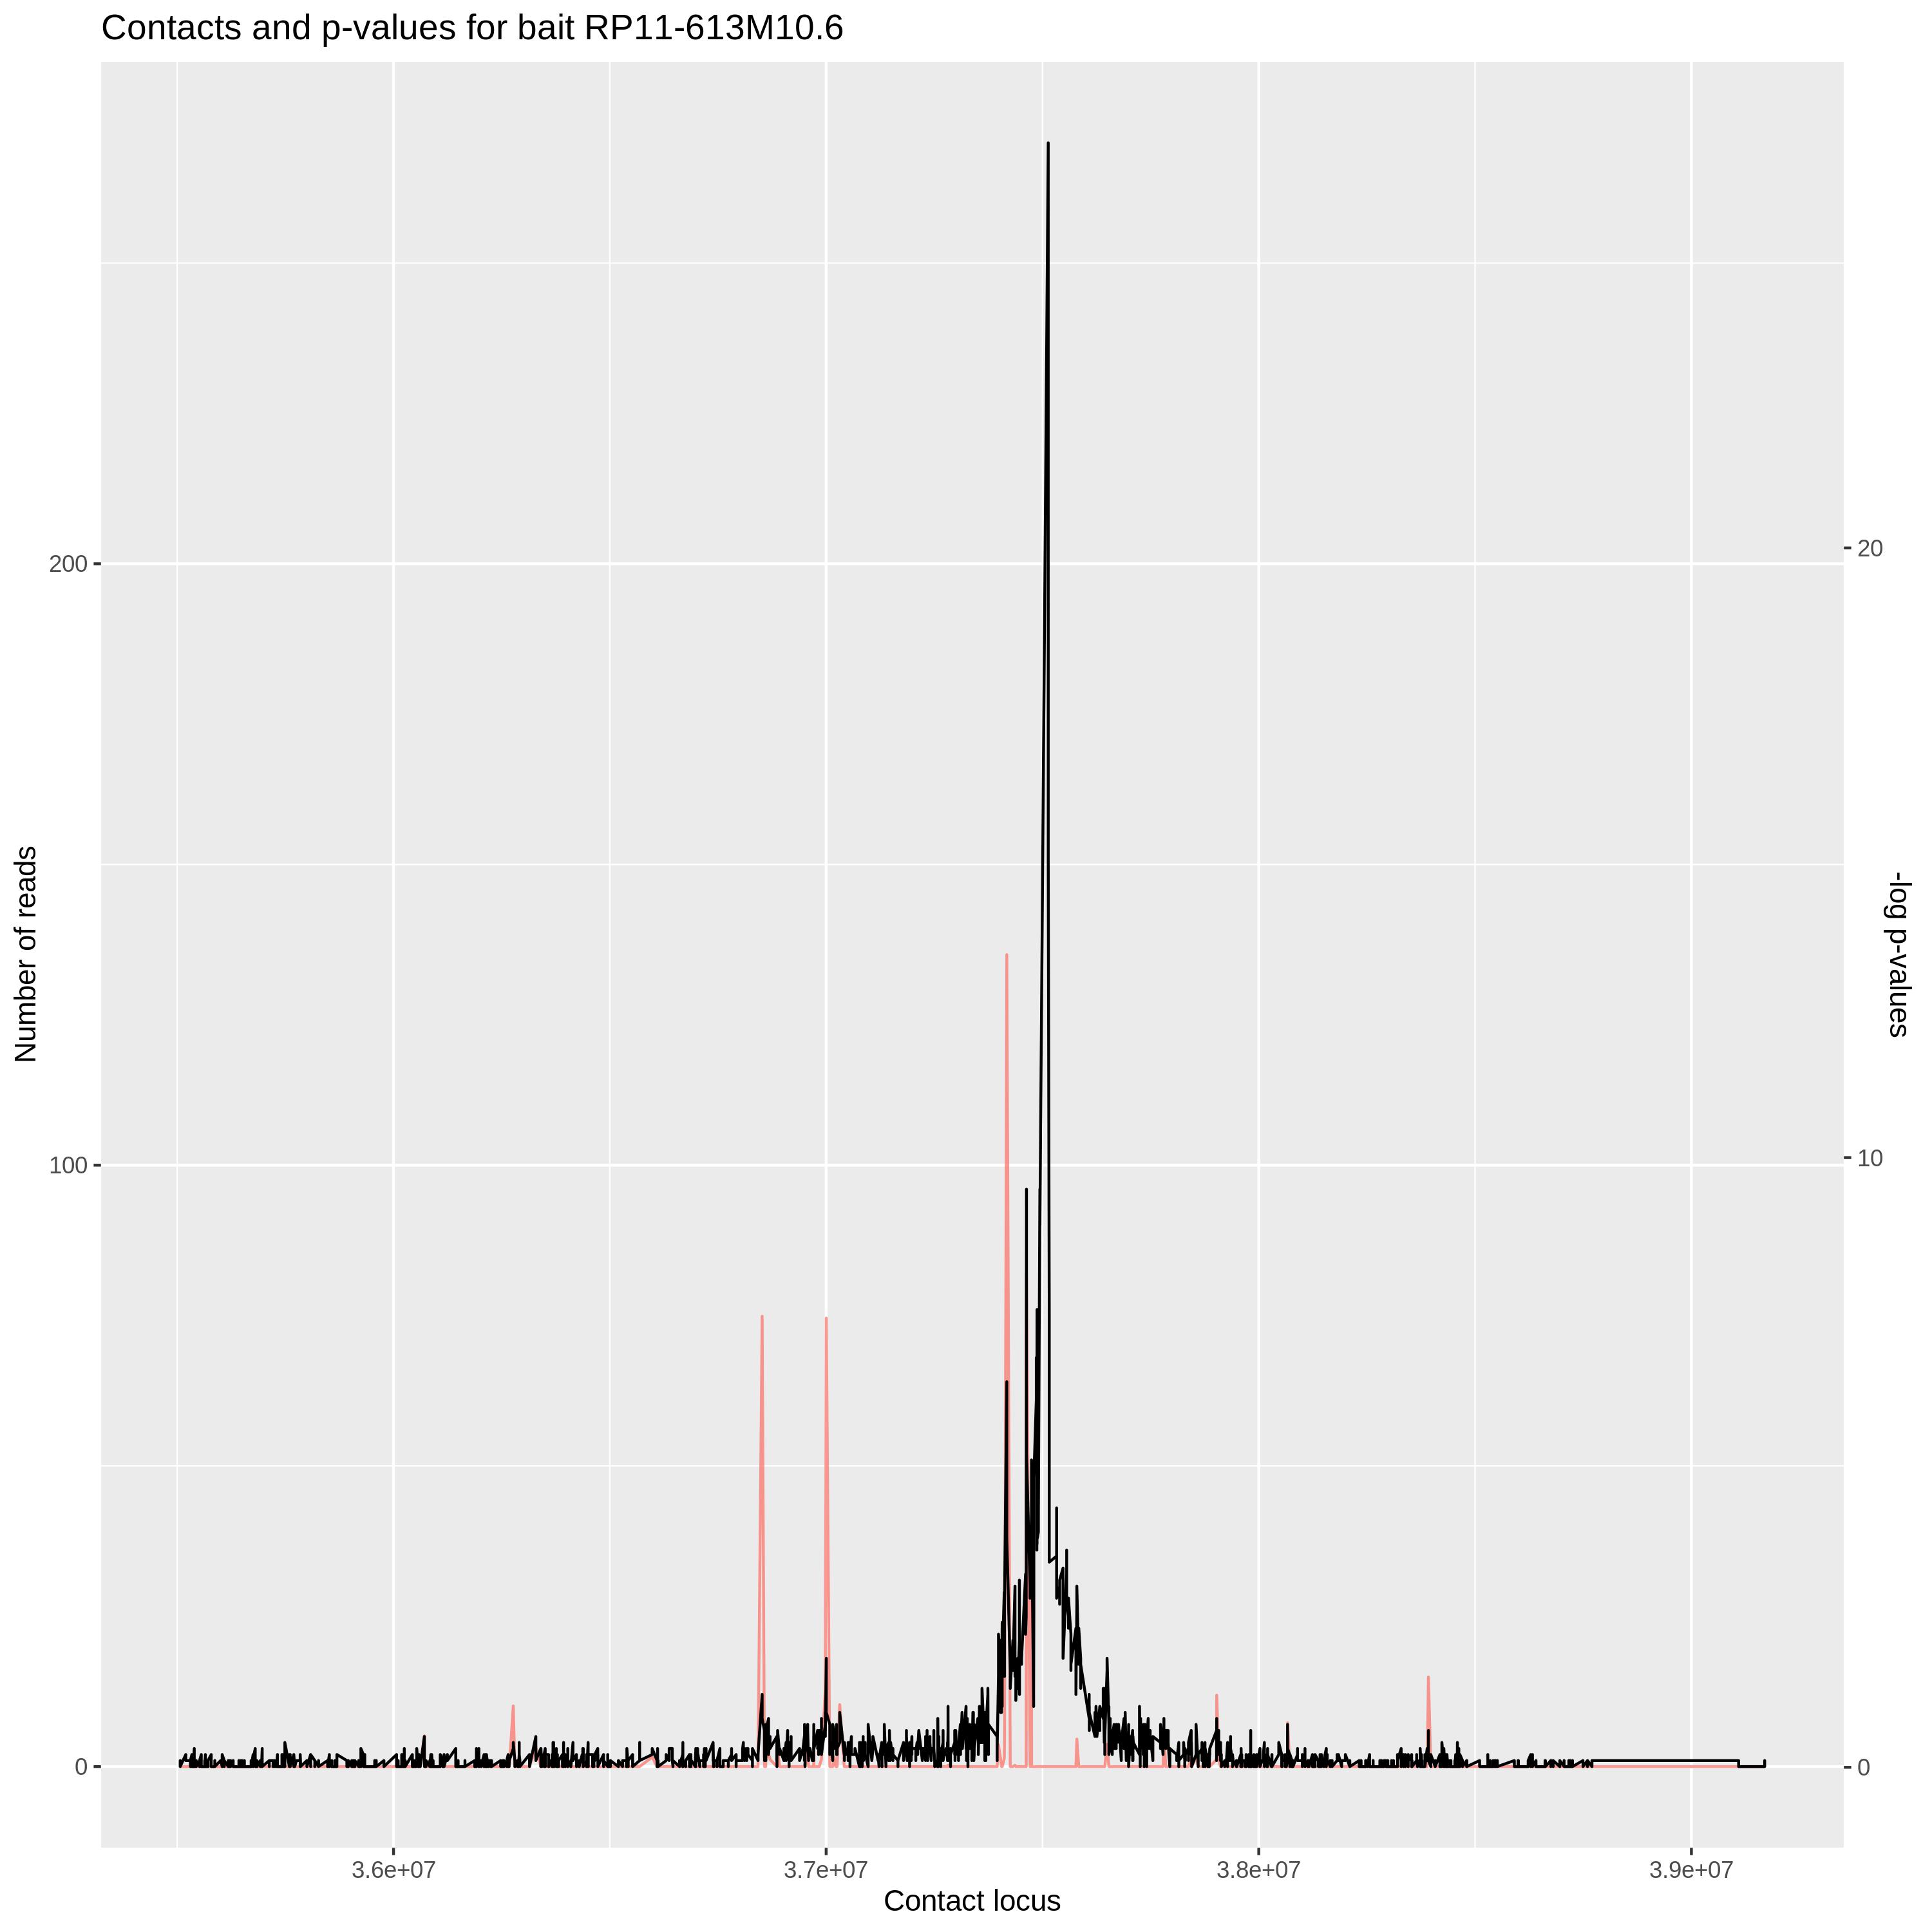 Contacts and p-values for bait RP11-613M10.6
Number of reads
200
100
0
20
10
0
-log p-values
3.6e+07 3.7e+07 3.8e+07 3.9e+07
Contact locus